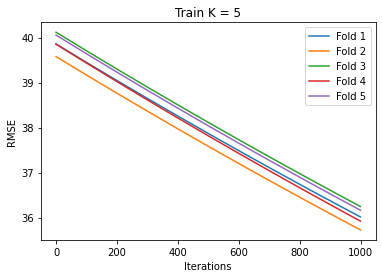 Train K = 5
RMSE
40
39
38
37
36
0 200 400 600 800 1000
Iterations
Fold 1
Fold 2
Fold 3
Fold 4
Fold 5